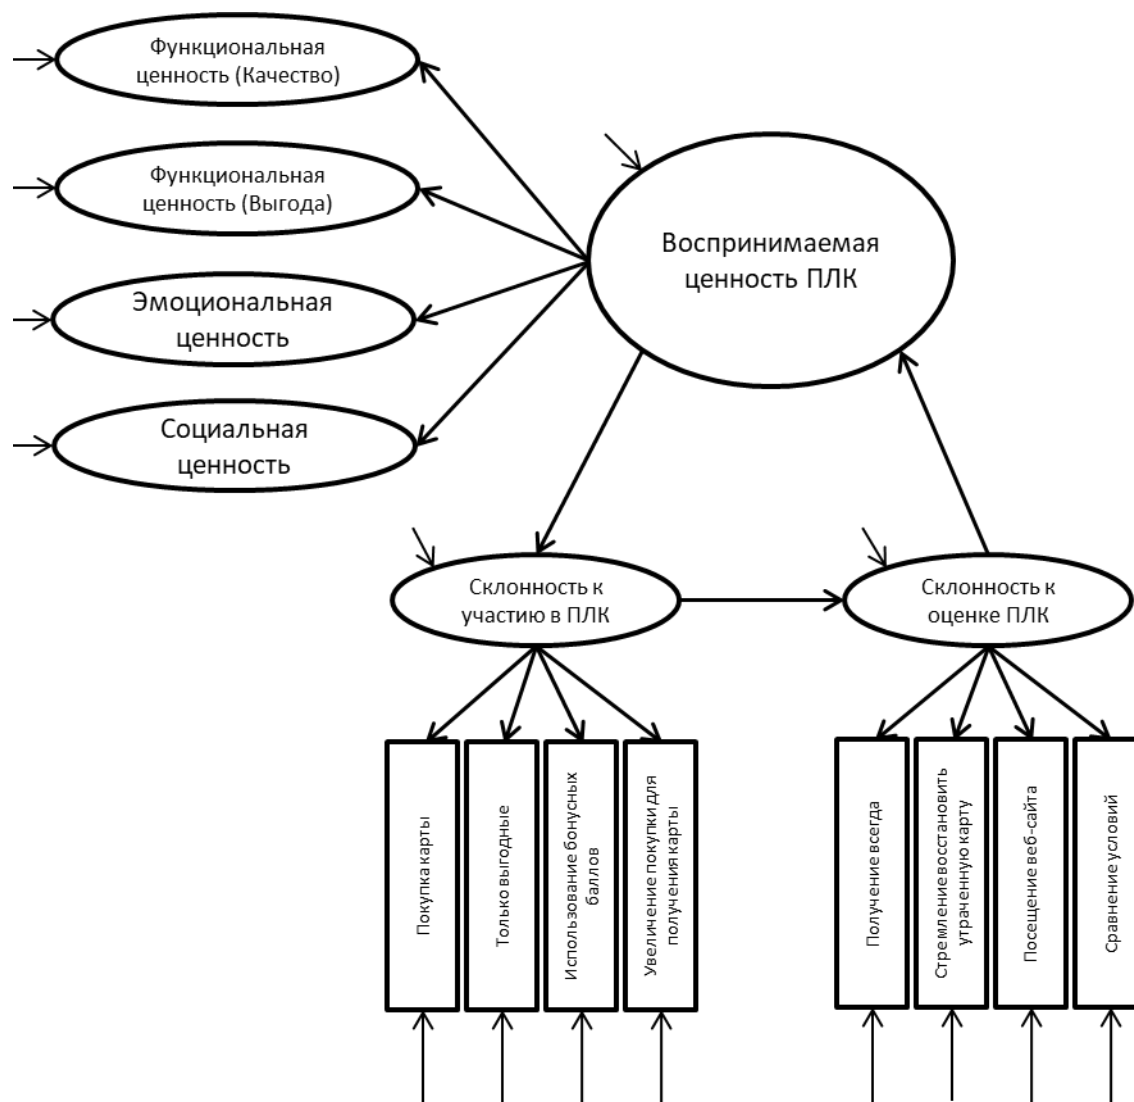 Функциональная
ценность (Качество)
Функциональная
ценность (Выгода)
Эмоциональная
ценность
Социальная
ценность
Воспринимаемая
ценность ПЛК
Склонность к
участию в ПЛК
Склонность к
оценке ПЛК
Покупка карты
Только выгодные
Использование бонусных
баллов
Увеличение покупки для
получения карты
Получение всегда
Стремление восстановить
утраченную карту
Посещение веб-сайта
Сравнение условий